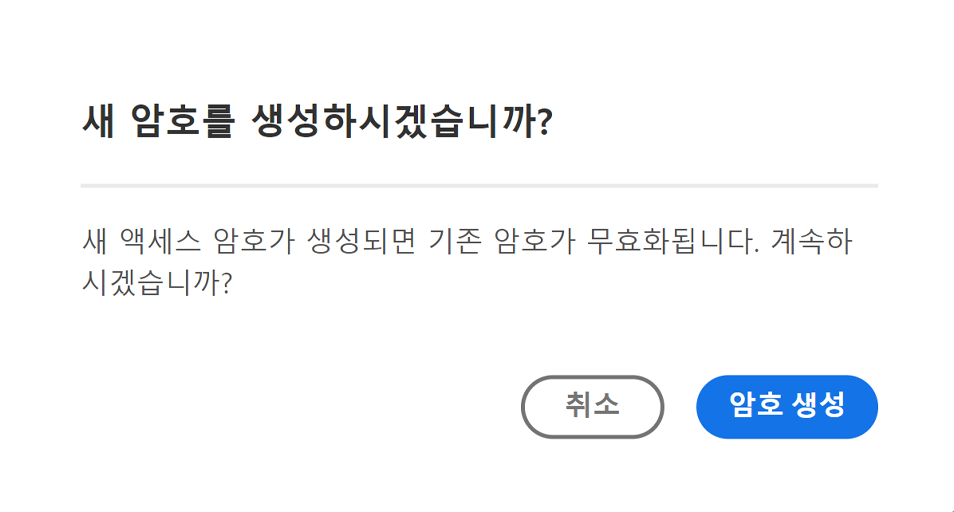 새 암호를 생성하시겠습니까?
새 액세스 암호가 생성되면 기존 암호가 무효화됩니다. 계속하
시겠습니까?
취소
암호 생성